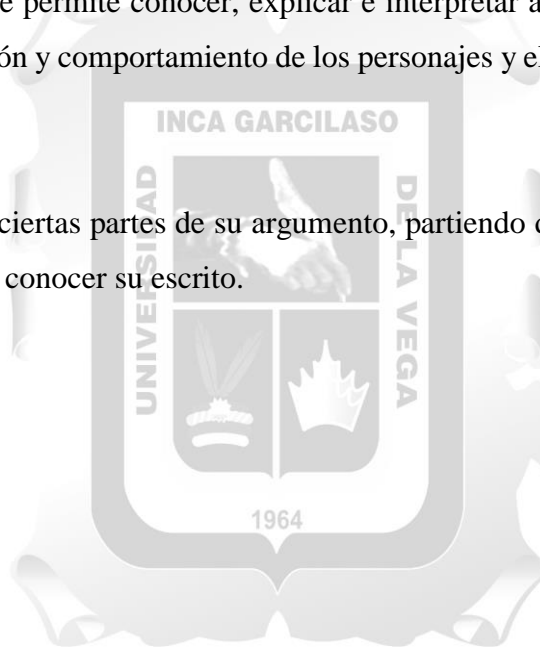 e permite conocer, explicar e interpretar a
ón y comportamiento de los personajes y el
INCA GARCILASO
UNIVERSIDAD
DE LA VEGA
ciertas partes de su argumento, partiendo d
conocer su escrito.
1964